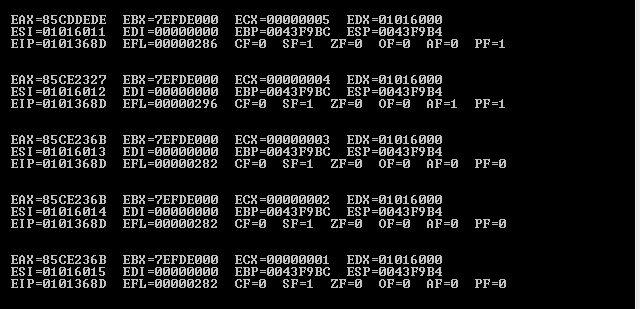 EAX=85CDDEDE EBX=7EFDE000 ECX=00000005 EDX=01016000
ESI=01016011 EDI=00000000 EBP=0043F9BC ESP=0043F9B4
EIP=0101368D EFL=00000286 CF=0 SF=1 ZF=0 OF=0 AF=0 PF=1
EAX=85CE2327 EBX=7EFDE000 ECX=00000004 EDX=01016000
ESI=01016012 EDI=00000000 EBP=0043F9BC ESP=0043F9B4
EIP=0101368D EFL=00000296 CF=0 SF=1 ZF=0 OF=0 AF=1 PF=1
EAX=85CE236B EBX=7EFDE000 ECX=00000003 EDX=01016000
ESI=01016013 EDI=00000000 EBP=0043F9BC ESP=0043F9B4
EIP=0101368D EFL=00000282 CF=0 SF=1 ZF=0 OF=0 AF=0 PF=0
EAX=85CE236B EBX=7EFDE000 ECX=00000002 EDX=01016000
ESI=01016014 EDI=00000000 EBP=0043F9BC ESP=0043F9B4
EIP=0101368D EFL=00000282 CF=0 SF=1 ZF=0 OF=0 AF=0 PF=0
EAX=85CE236B EBX=7EFDE000 ECX=00000001 EDX=01016000
ESI=01016015 EDI=00000000 EBP=0043F9BC ESP=0043F9B4
EIP=0101368D EFL=00000282 CF=0 SF=1 ZF=0 OF=0 AF=0 PF=0